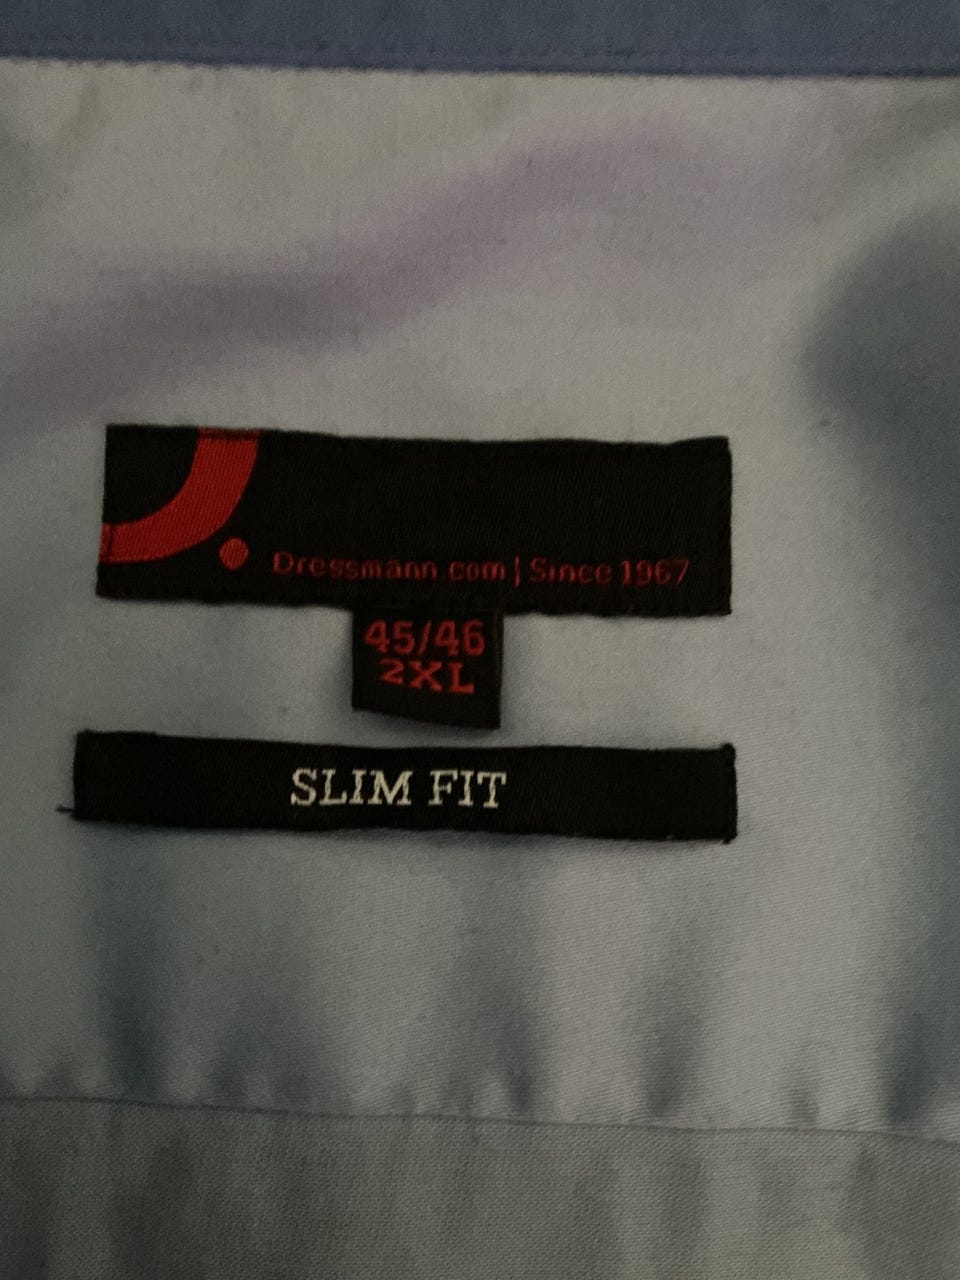 Dressmann.com | Since 1967
45/46
2XL
SLIM FIT